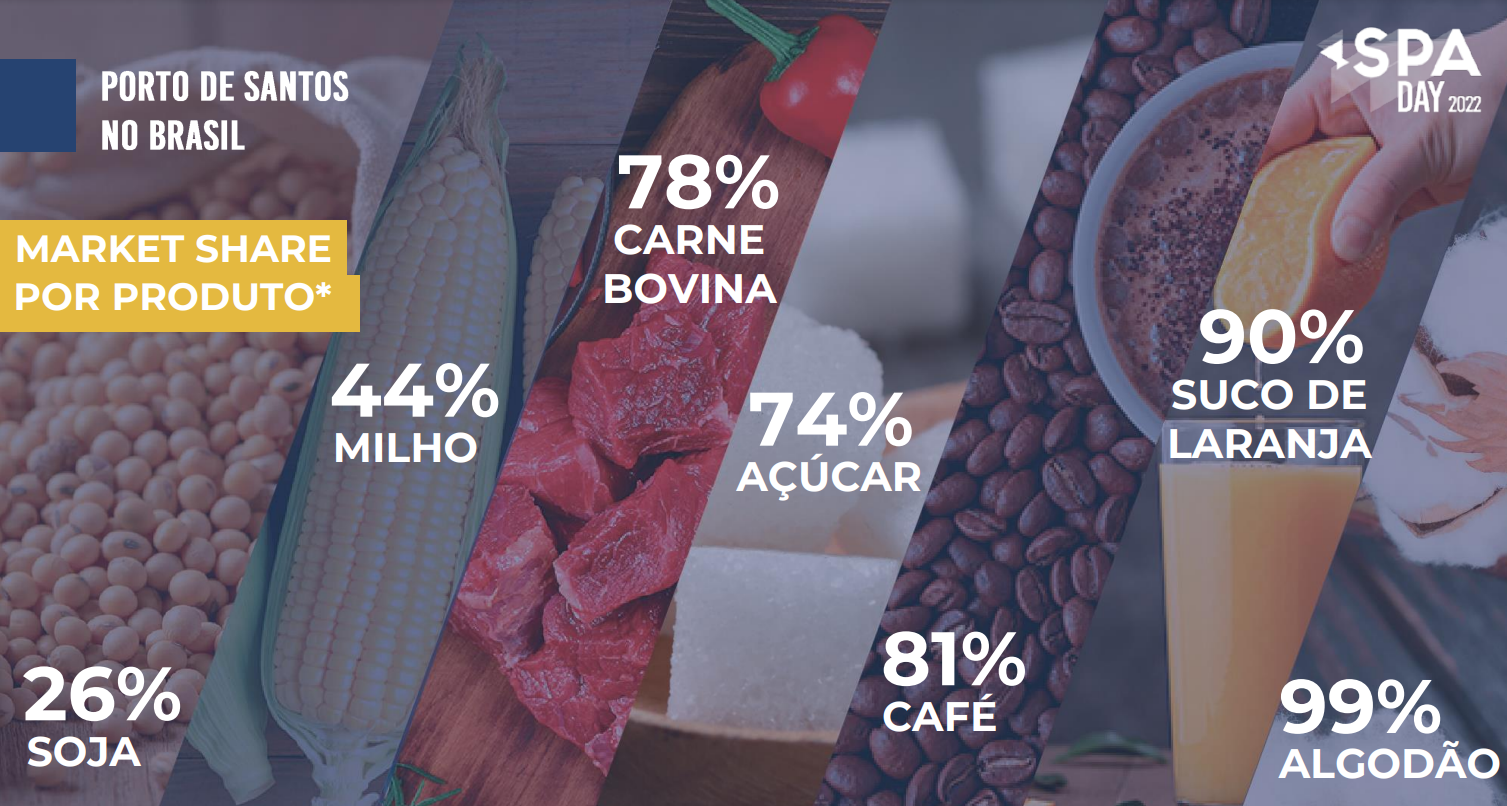 PORTO DE SANTOS
NO BRASIL
SPA
DAY 2022
MARKET SHARE
POR PRODUTO*
26%
SOJA
44%
MILHO
78%
CARNE
BOVINA
74%
AÇÚCAR
81%
CAFÉ
90%
SUCO DE
LARANJA
99%
ALGODÃO